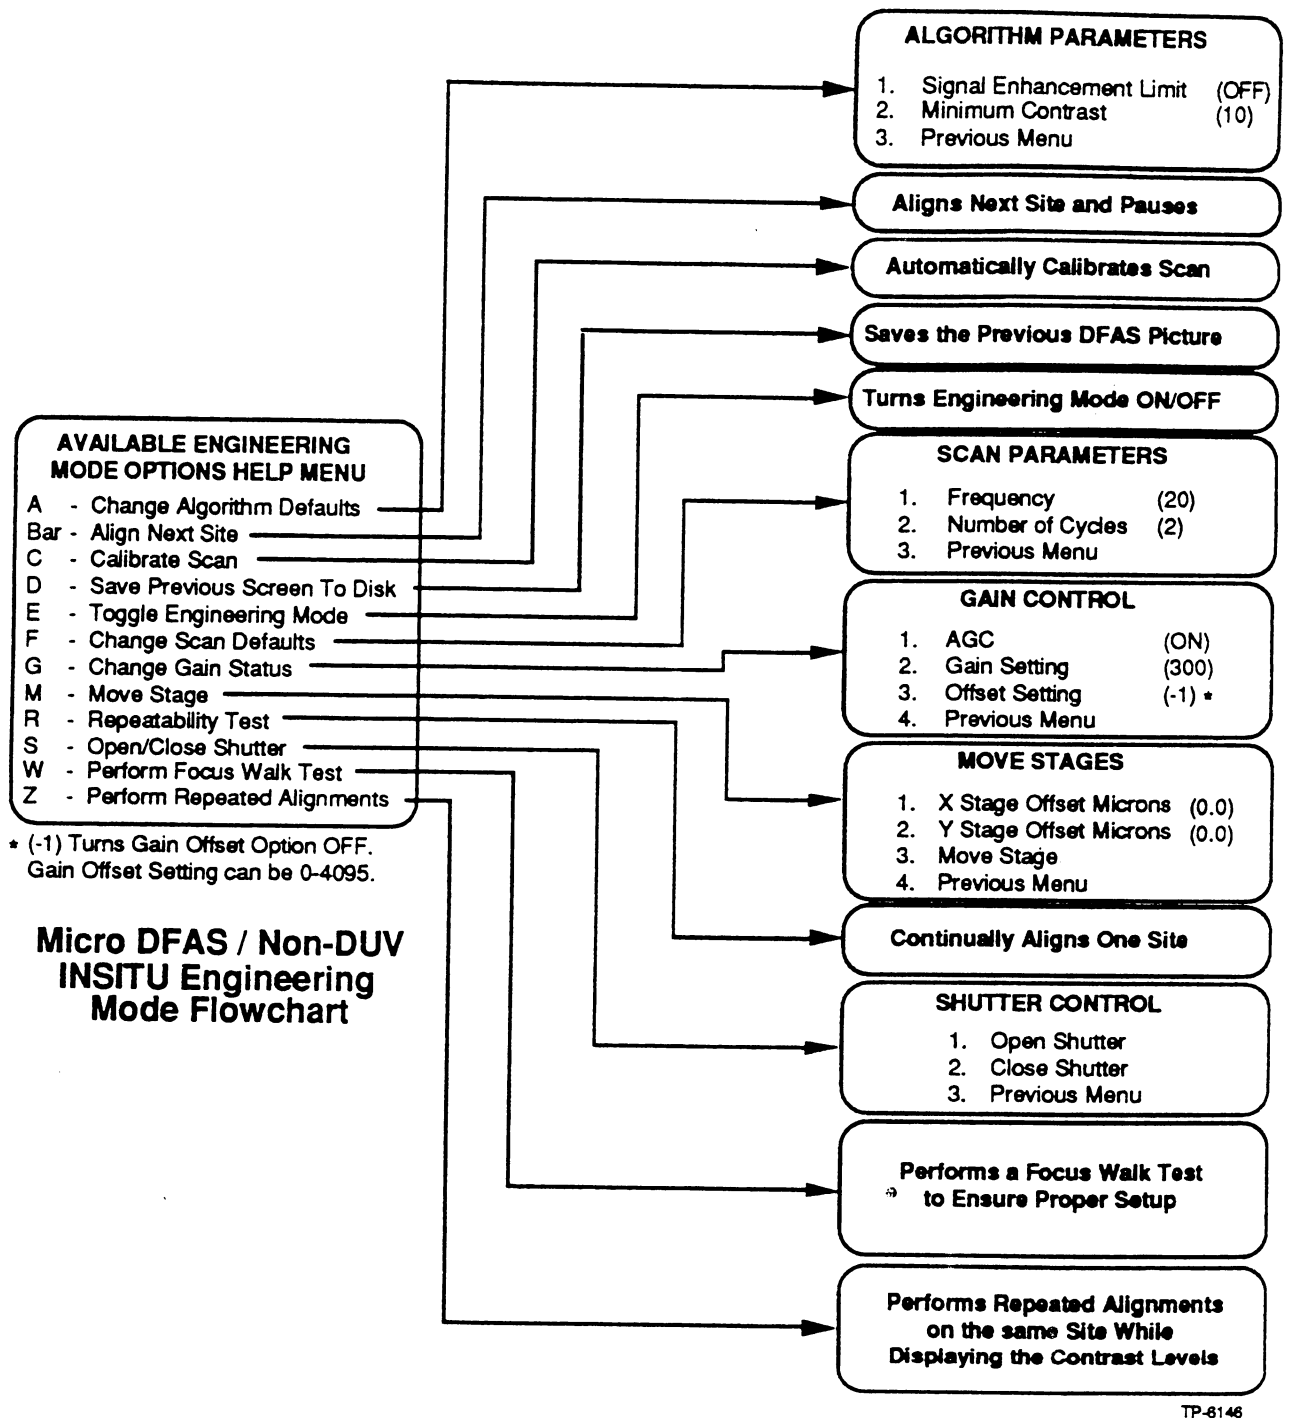 ALGORITHM PARAMETERS
1. Signal Enhancement Limit (OFF)
2. Minimum Contrast (10)
3. Previous Menu
Aligns Next Site and Pauses
Automatically Calibrates Scan
Saves the Previous DFAS Picture
Turns Engineering Mode ON/OFF
AVAILABLE ENGINEERING
MODE OPTIONS HELP MENU
A - Change Algorithm Defaults
Bar - Align Next Site
C - Calibrate Scan
D - Save Previous Screen To Disk
E - Toggle Engineering Mode
F - Change Scan Defaults
G - Change Gain Status
M - Move Stage
R - Repeatability Test
S - Open/Close Shutter
W - Perform Focus Walk Test
Z - Perform Repeated Alignments
* (-1) Turns Gain Offset Option OFF.
Gain Offset Setting can be 0-4095.
SCAN PARAMETERS
1. Frequency (20)
2. Number of Cycles (2)
3. Previous Menu
GAIN CONTROL
1. AGC (ON)
2. Gain Setting (300)
3. Offset Setting (-1) *
4. Previous Menu
MOVE STAGES
1. X Stage Offset Microns (0.0)
2. Y Stage Offset Microns (0.0)
3. Move Stage
4. Previous Menu
Continually Aligns One Site
Micro DFAS / Non-DUV
INSITU Engineering
Mode Flowchart
SHUTTER CONTROL
1. Open Shutter
2. Close Shutter
3. Previous Menu
Performs a Focus Walk Test
to Ensure Proper Setup
Performs Repeated Alignments
on the same Site While
Displaying the Contrast Levels
TP-6146